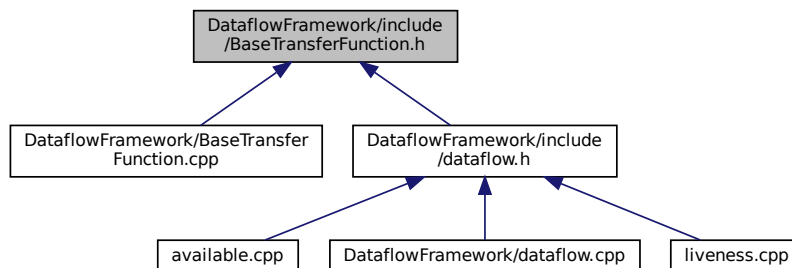 DataflowFramework/include
/BaseTransferFunction.h
DataflowFramework/BaseTransfer
Function.cpp
DataflowFramework/include
/dataflow.h
available.cpp
DataflowFramework/dataflow.cpp
liveness.cpp